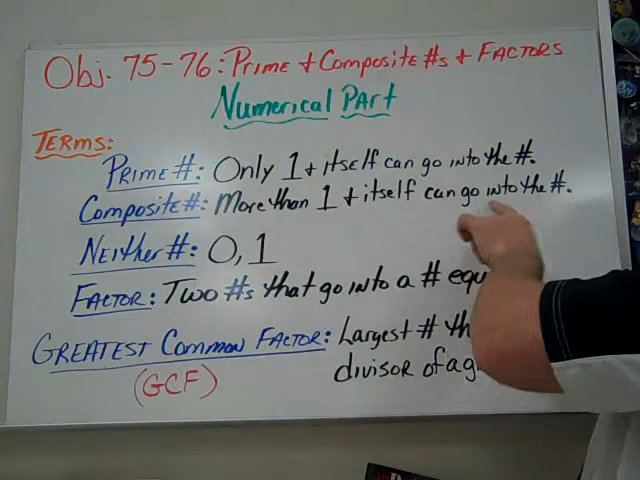 Obj. 75-76: Prime + Composite #s + Factors
Numerical Part
Terms:
Prime #: Only 1 + itself can go into the #.
Composite #: More than 1 + itself can go into the #.
Neither #: 0, 1
Factor: Two #s that go into a #
Greatest Common Factor: Largest #
(GCF)
divisor of a